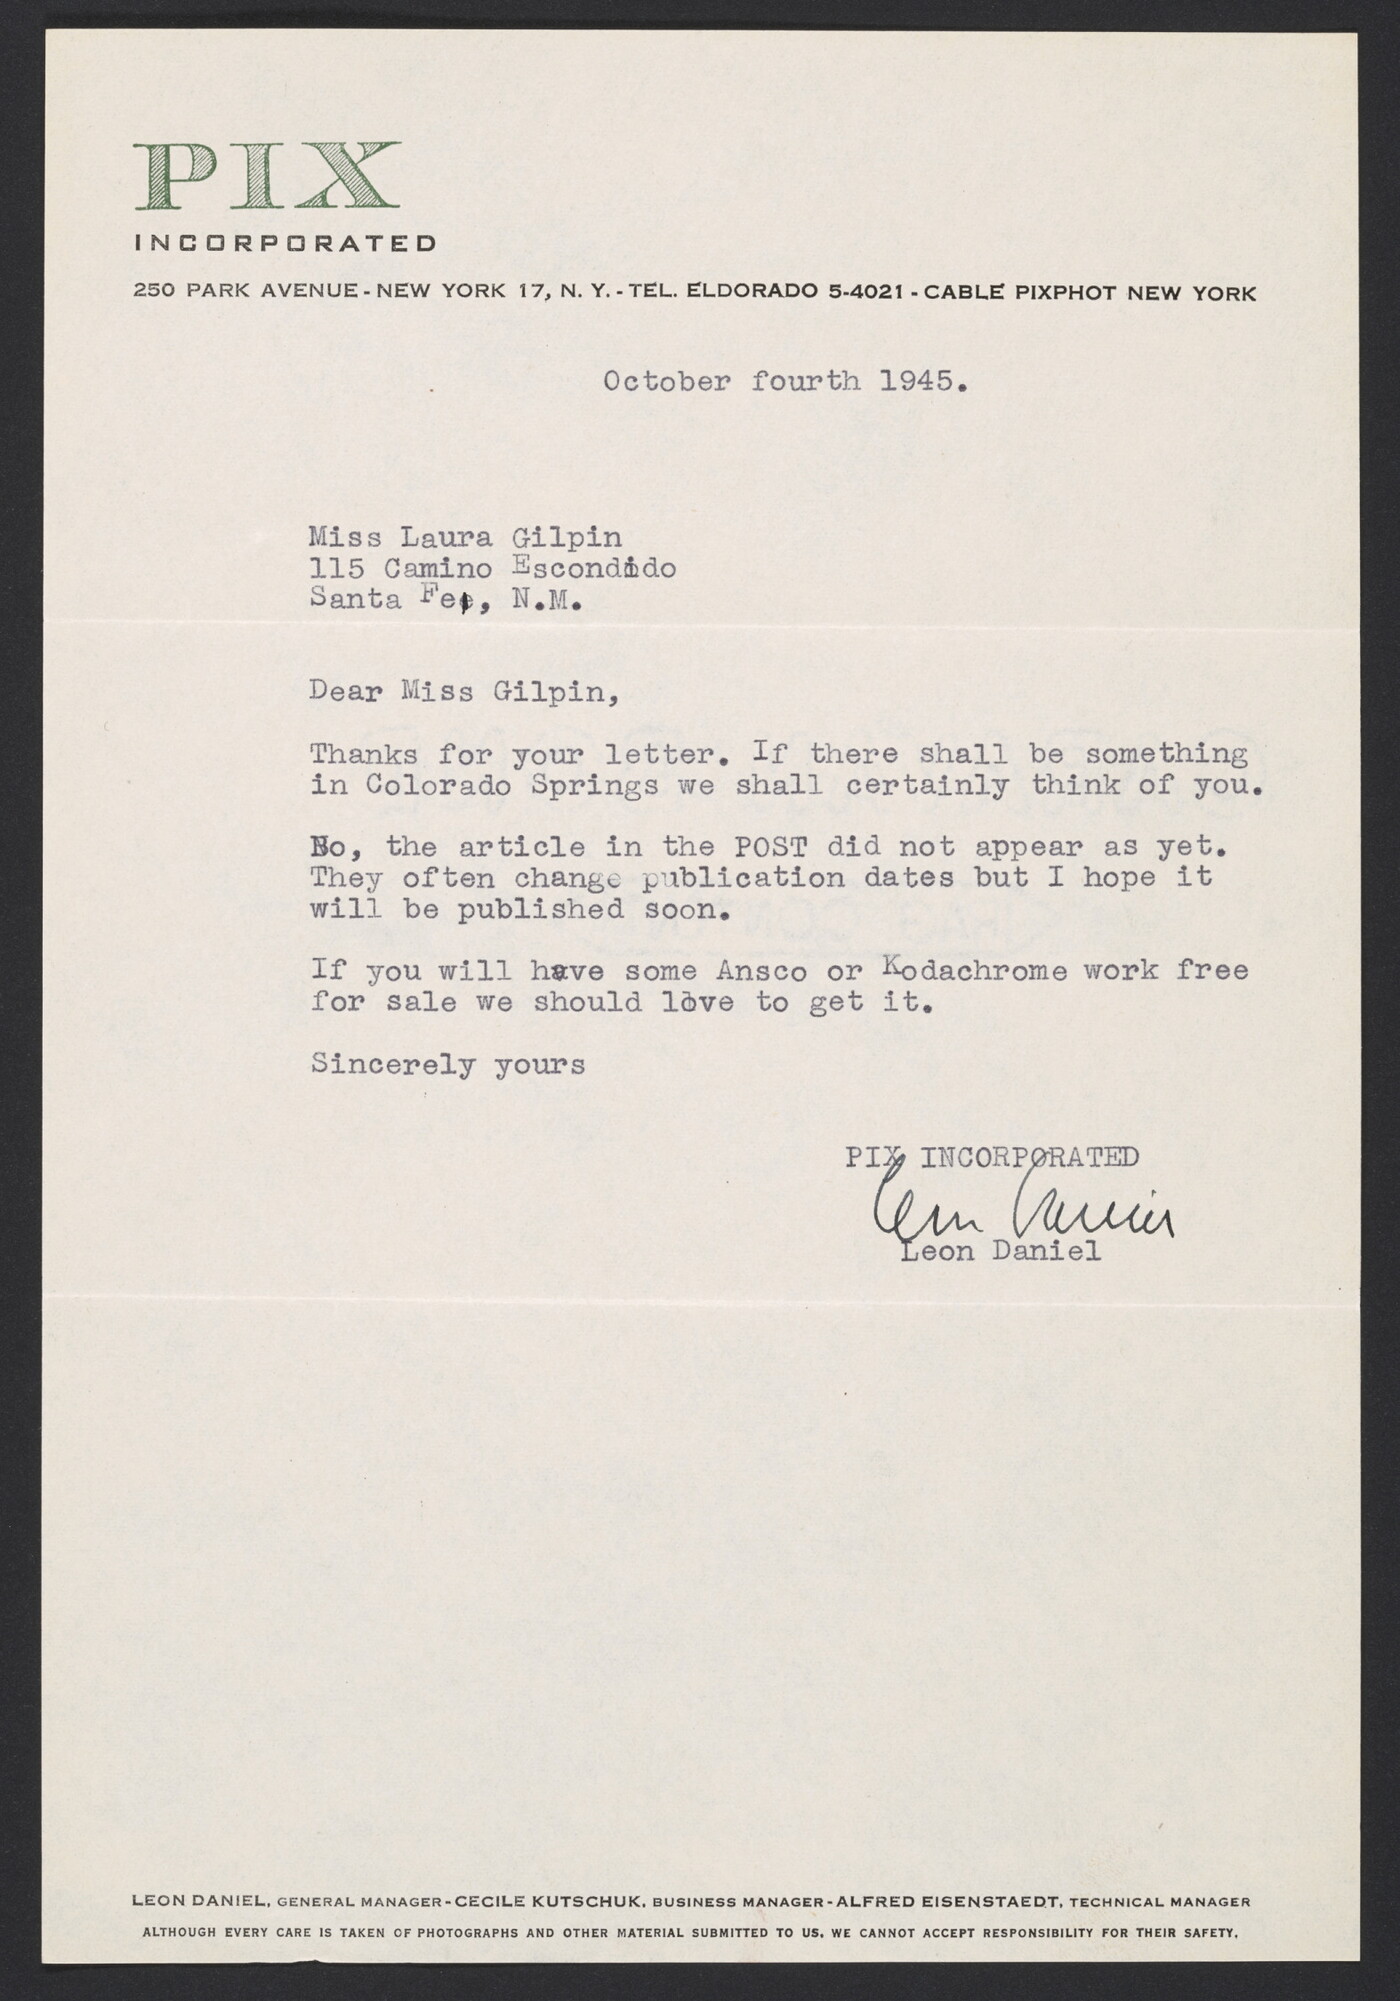 PIX
INCORPORATED
250 PARK AVENUE - NEW YORK 17, N. Y. - TEL. ELDORADO 5-4021 - CABLE PIXPHOT NEW YORK
October fourth 1945.
Miss Laura Gilpin
115 Camino Escondido
Santa Fe, N.M.
Dear Miss Gilpin,
Thanks for your letter. If there shall be something
in Colorado Springs we shall certainly think of you.
No, the article in the POST did not appear as yet.
They often change publication dates but I hope it
will be published soon.
If you will have some Ansco or Kodachrome work free
for sale we should love to get it.
Sincerely yours
PIX INCORPORATED
Leon Daniel
Leon Daniel
LEON DANIEL, GENERAL MANAGER - CECILE KUTSCHUK, BUSINESS MANAGER - ALFRED EISENSTAEDT, TECHNICAL MANAGER
ALTHOUGH EVERY CARE IS TAKEN OF PHOTOGRAPHS AND OTHER MATERIAL SUBMITTED TO US, WE CANNOT ACCEPT RESPONSIBILITY FOR THEIR SAFETY.